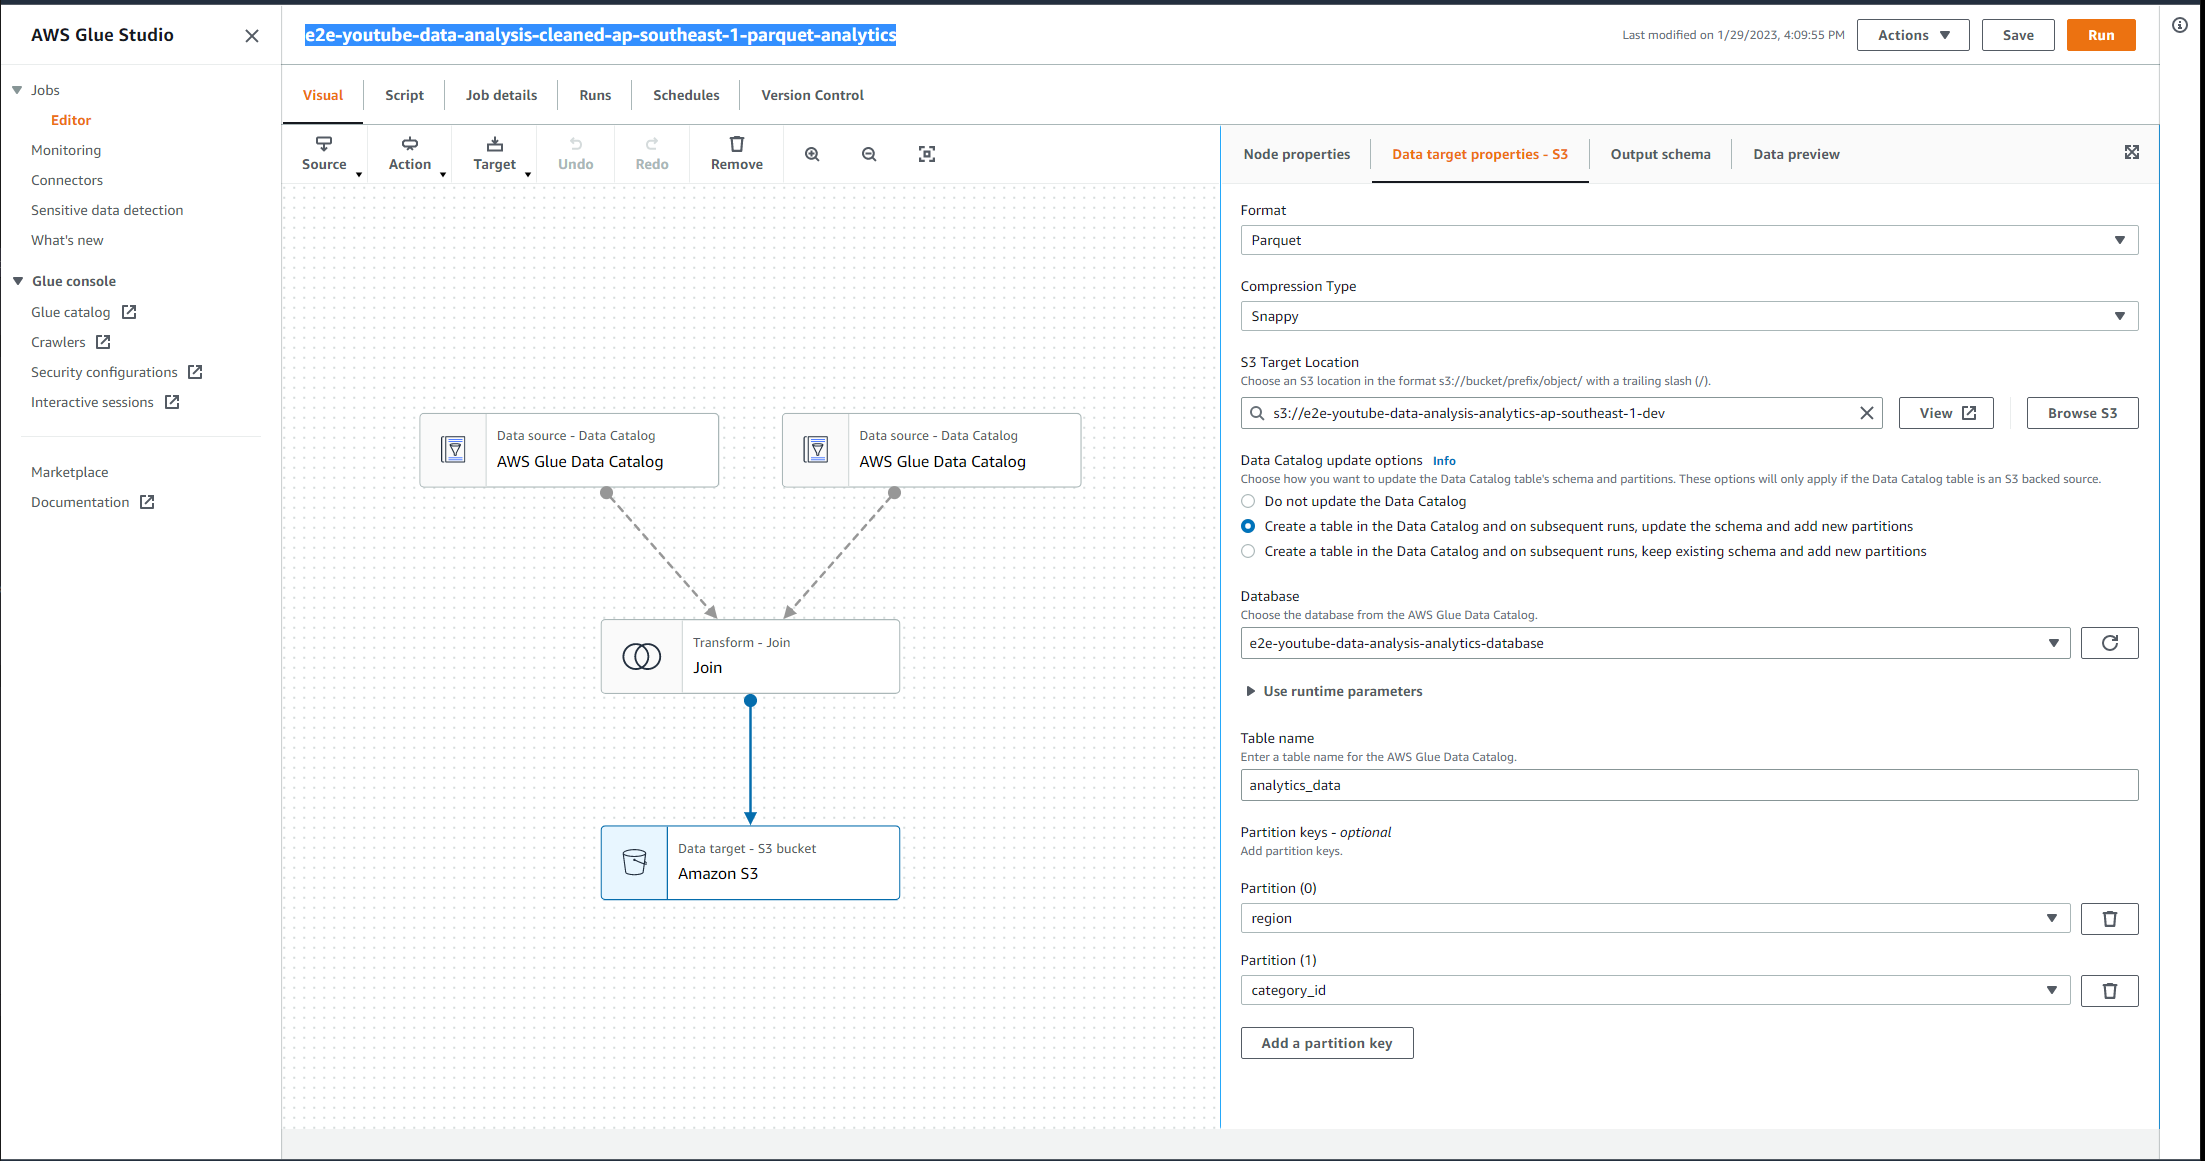 AWS Glue Studio
Jobs
Editor
Monitoring
Connectors
Sensitive data detection
What's new
Glue console
Glue catalog
Crawlers
Security configurations
Interactive sessions
Marketplace
Documentation
e2e-youtube-data-analysis-cleaned-ap-southeast-1-parquet-analytics
Last modified on 1/29/2023, 4:09:55 PM
Actions
Save
Run
Visual
Script
Job details
Runs
Schedules
Version Control
Source
Action
Target
Undo
Redo
Remove
Data source - Data Catalog
AWS Glue Data Catalog
Data source - Data Catalog
AWS Glue Data Catalog
Transform - Join
Join
Data target - S3 bucket
Amazon S3
Node properties
Data target properties - S3
Output schema
Data preview
Format
Parquet
Compression Type
Snappy
S3 Target Location
Choose an S3 location in the format s3://bucket/prefix/object/ with a trailing slash (/).
s3://e2e-youtube-data-analysis-analytics-ap-southeast-1-dev
View
Browse S3
Data Catalog update options Info
Choose how you want to update the Data Catalog table's schema and partitions. These options will only apply if the Data Catalog table is an S3 backed source.
Do not update the Data Catalog
Create a table in the Data Catalog and on subsequent runs, update the schema and add new partitions
Create a table in the Data Catalog and on subsequent runs, keep existing schema and add new partitions
Database
Choose the database from the AWS Glue Data Catalog.
e2e-youtube-data-analysis-analytics-database
Use runtime parameters
Table name
Enter a table name for the AWS Glue Data Catalog.
analytics_data
Partition keys - optional
Add partition keys.
Partition (0)
region
Partition (1)
category_id
Add a partition key